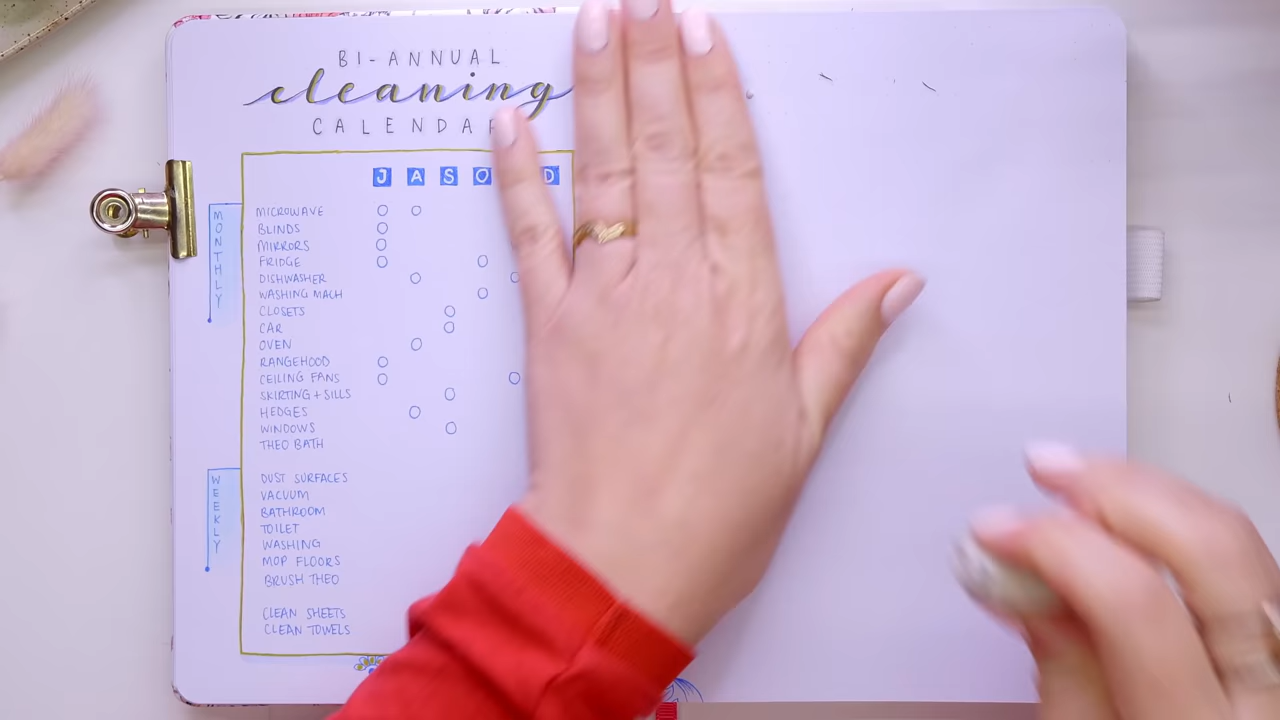 BI-ANNUAL
cleaning
CALENDAR
J A S O D
MONTHLY
MICROWAVE
BLINDS
MIRRORS
FRIDGE
DISHWASHER
WASHING MACH
CLOSETS
CAR
OVEN
RANGEHOOD
CEILING FANS
SKIRTING + SILLS
HEDGES
WINDOWS
THEO BATH
WEEKLY
DUST SURFACES
VACUUM
BATHROOM
TOILET
WASHING
MOP FLOORS
BRUSH THEO
CLEAN SHEETS
CLEAN TOWELS